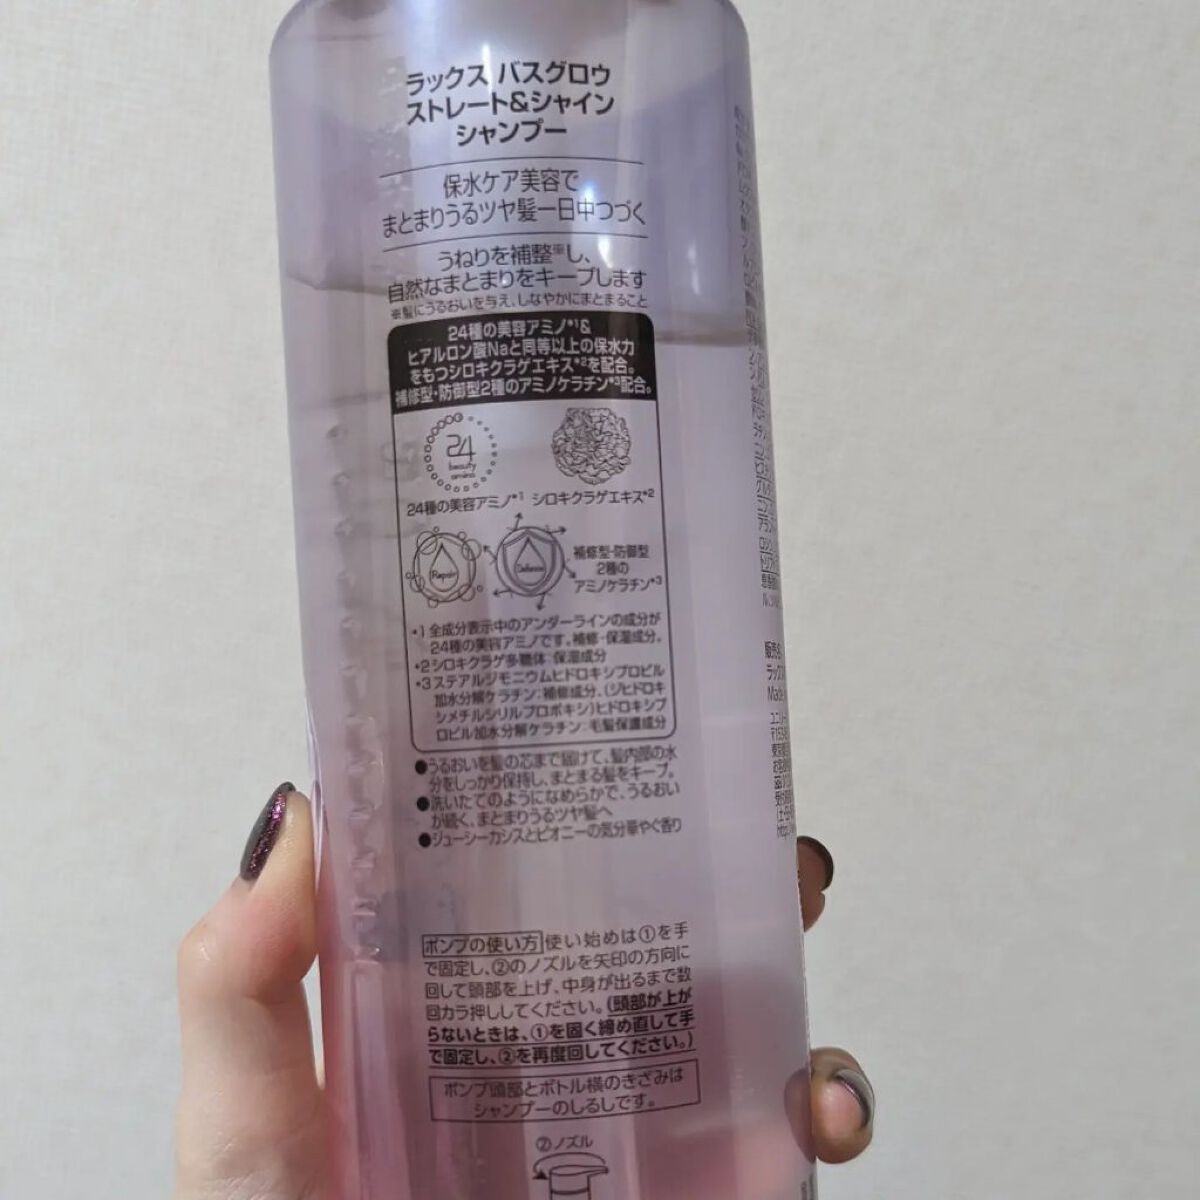 ラックス バスグロウ
ストレート&シャイン
シャンプー
保水ケア美容で
まとまりうるツヤ髪一日中つづく
うねりを補整※し、
自然なまとまりをキープします
※髪にうるおいを与え、しなやかにまとまること
24種の美容アミノ*1&
ヒアルロン酸Naと同等以上の保水力
をもつシロキクラゲエキス*2を配合。
補修型・防御型2種のアミノケラチン*3配合。
24
beauty
amino
24種の美容アミノ*1 シロキクラゲエキス*2
Repair
Defense
補修型・防御型
2種の
アミノケラチン*3
*1 全成分表示中のアンダーラインの成分が
24種の美容アミノです。補修・保湿成分。
*2 シロキクラゲ多糖体:保湿成分
*3 ステアルジモニウムヒドロキシプロピル
加水分解ケラチン:補修成分、(ジヒドロキ
シメチルシリルプロポキシ)ヒドロキシプ
ロピル加水分解ケラチン:毛髪保護成分
●うるおいを髪の芯まで届けて、髪内部の水
分をしっかり保持し、まとまる髪をキープ。
●洗いたてのようになめらかで、うるおい
が続く、まとまりうるツヤ髪へ
●ジューシーカシスとピオニーの気分華やぐ香り
ポンプの使い方 使い始めは①を手
で固定し、②のノズルを矢印の方向に
回して頭部を上げ、中身が出るまで数
回カラ押ししてください。(頭部が上が
らないときは、①を固く締め直して手
で固定し、②を再度回してください。)
ポンプ頭部とボトル横のきざみは
シャンプーのしるしです。
②ノズル